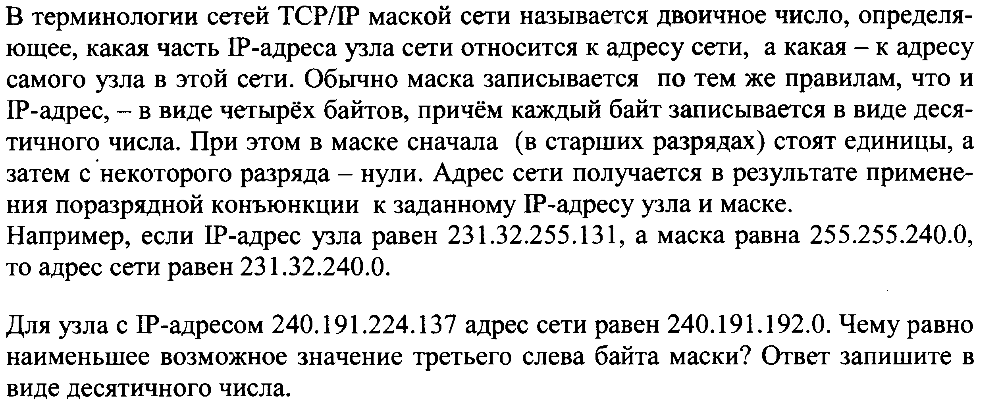 В терминологии сетей TCP/IP маской сети называется двоичное число, определя-
ющее, какая часть IP-адреса узла сети относится к адресу сети, а какая – к адресу
самого узла в этой сети. Обычно маска записывается по тем же правилам, что и
IP-адрес, – в виде четырёх байтов, причём каждый байт записывается в виде деся-
тичного числа. При этом в маске сначала (в старших разрядах) стоят единицы, а
затем с некоторого разряда – нули. Адрес сети получается в результате примене-
ния поразрядной конъюнкции к заданному IP-адресу узла и маске.
Например, если IP-адрес узла равен 231.32.255.131, а маска равна 255.255.240.0,
то адрес сети равен 231.32.240.0.
Для узла с IP-адресом 240.191.224.137 адрес сети равен 240.191.192.0. Чему равно
наименьшее возможное значение третьего слева байта маски? Ответ запишите в
виде десятичного числа.